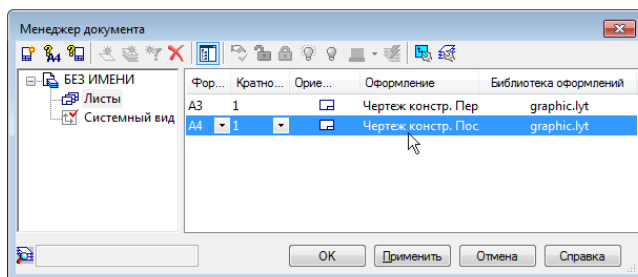 Менеджер документа
БЕЗ ИМЕНИ
Листы
Системный вид
Фор... Кратно... Орие... Оформление Библиотека оформлений
А3 1 Чертеж констр. Пер graphic.lyt
А4 1 Чертеж констр. Пос. graphic.lyt
OK Применить Отмена Справка